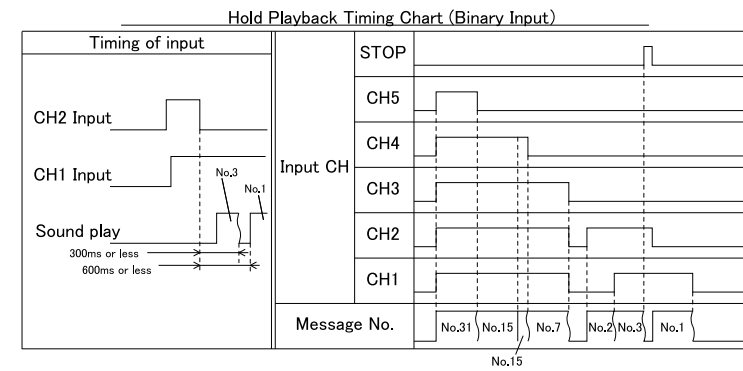 Hold Playback Timing Chart (Binary Input)
Timing of input
CH2 Input
CH1 Input
No.3
No.1
Sound play
300ms or less
600ms or less
Input CH
STOP
CH5
CH4
CH3
CH2
CH1
Message No.
No.31
No.15
No.7
No.2
No.3
No.1
No.15